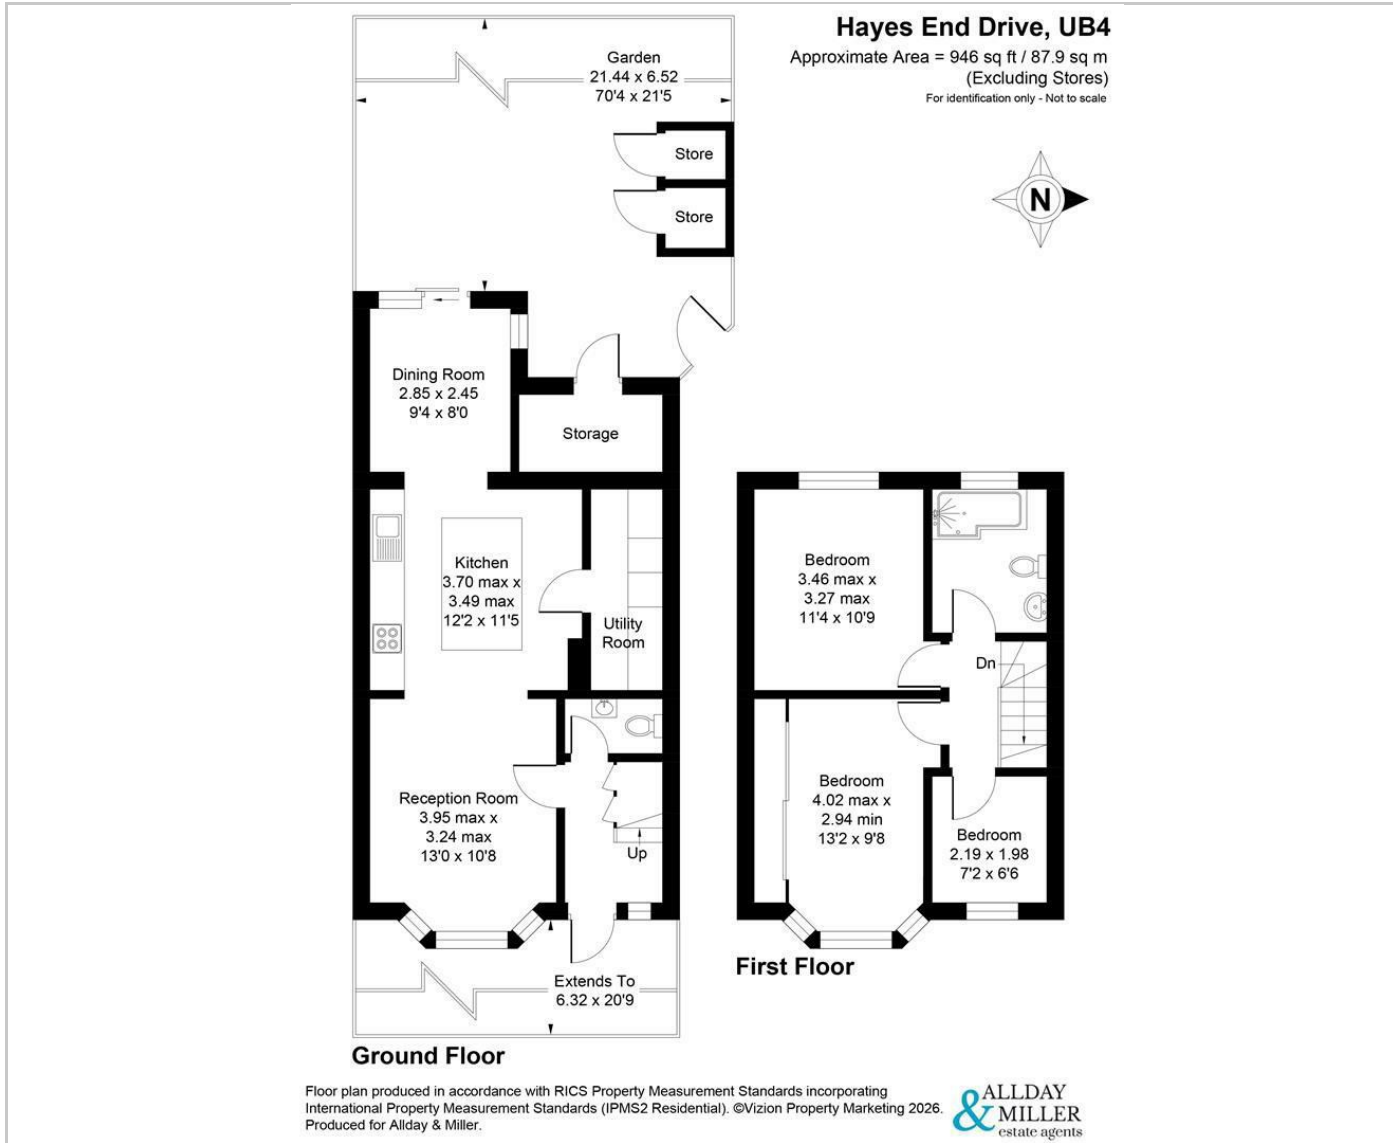 Hayes End Drive, UB4
Approximate Area = 946 sq ft / 87.9 sq m
(Excluding Stores)
For identification only - Not to scale
N
Garden
21.44 x 6.52
70'4 x 21'5
Store
Store
Dining Room
2.85 x 2.45
9'4 x 8'0
Storage
Kitchen
3.70 max x
3.49 max
12'2 x 11'5
Utility
Room
Reception Room
3.95 max x
3.24 max
13'0 x 10'8
Up
Extends To
6.32 x 20'9
Ground Floor
Bedroom
3.46 max x
3.27 max
11'4 x 10'9
Dn
Bedroom
4.02 max x
2.94 min
13'2 x 9'8
Bedroom
2.19 x 1.98
7'2 x 6'6
First Floor
Floor plan produced in accordance with RICS Property Measurement Standards incorporating
International Property Measurement Standards (IPMS2 Residential). ©Vizion Property Marketing 2026.
Produced for Allday & Miller.
ALLDAY
& MILLER
estate agents